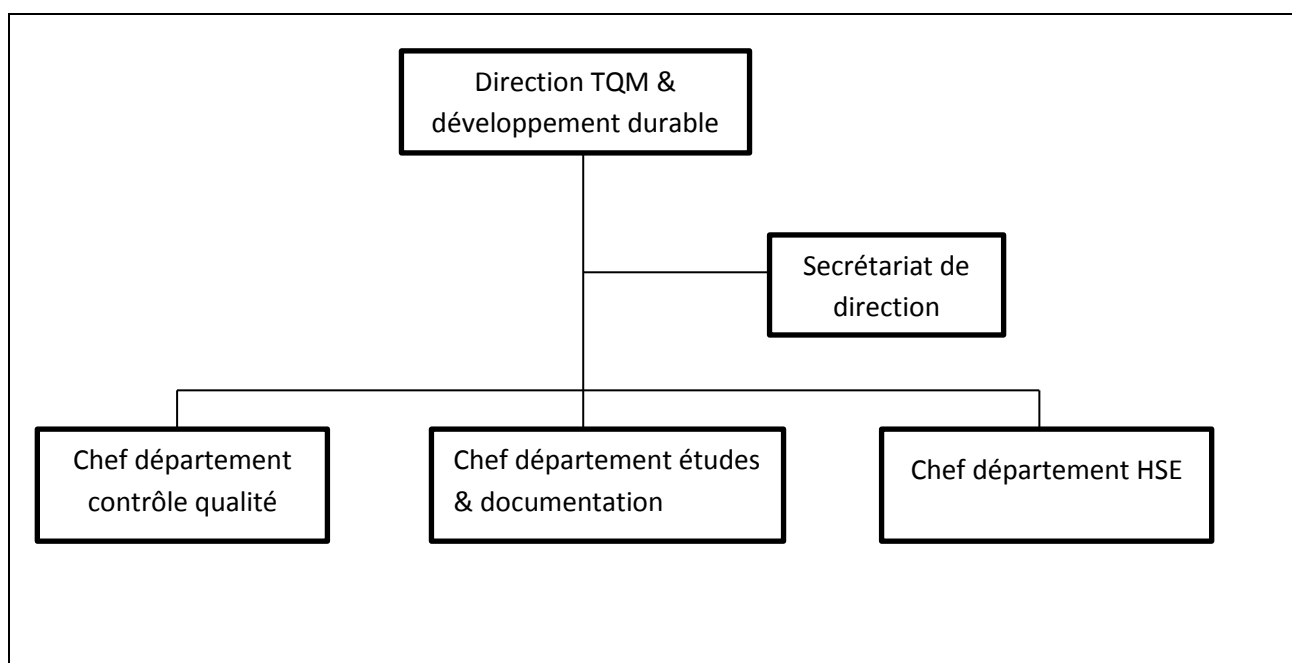 Direction TQM &
développement durable
Secrétariat de
direction
Chef département
contrôle qualité
Chef département études
& documentation
Chef département HSE